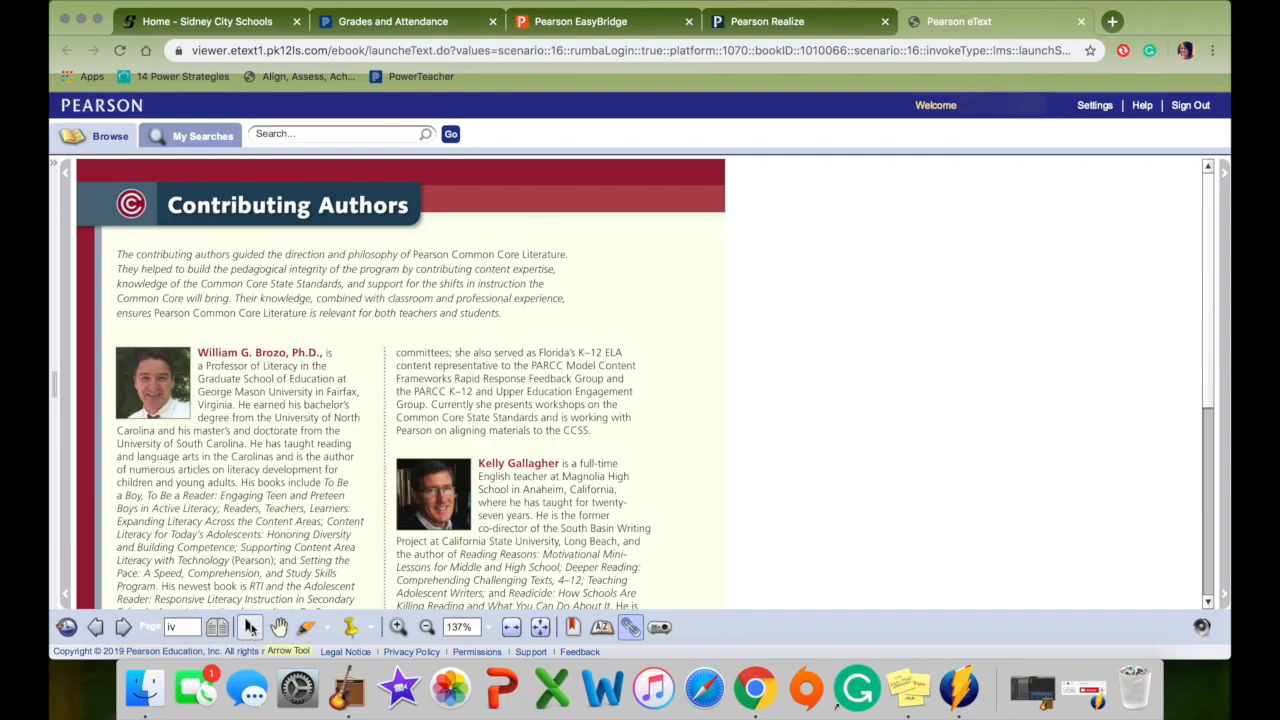 Home - Sidney City Schools
Grades and Attendance
Pearson EasyBridge
Pearson Realize
Pearson eText
viewer.etext1.pk12ls.com/ebook/launcheText.do?values=scenario::16::rumbaLogin::true::platform::1070::bookID::1010066::scenario::16::invokeType::lms::launchS...
Apps
14 Power Strategies
Align, Assess, Ach...
PowerTeacher
PEARSON
Welcome
Settings | Help | Sign Out
Browse
My Searches
Search...
Go
Contributing Authors
The contributing authors guided the direction and philosophy of Pearson Common Core Literature.
They helped to build the pedagogical integrity of the program by contributing content expertise,
knowledge of the Common Core State Standards, and support for the shifts in instruction the
Common Core will bring. Their knowledge, combined with classroom and professional experience,
ensures Pearson Common Core Literature is relevant for both teachers and students.
William G. Brozo, Ph.D., is
a Professor of Literacy in the
Graduate School of Education at
George Mason University in Fairfax,
Virginia. He earned his bachelor's
degree from the University of North
Carolina and his master's and doctorate from the
University of South Carolina. He has taught reading
and language arts in the Carolinas and is the author
of numerous articles on literacy development for
children and young adults. His books include To Be
a Boy, To Be a Reader: Engaging Teen and Preteen
Boys in Active Literacy; Readers, Teachers, Learners:
Expanding Literacy Across the Content Areas; Content
Literacy for Today's Adolescents: Honoring Diversity
and Building Competence; Supporting Content Area
Literacy with Technology (Pearson); and Setting the
Pace: A Speed, Comprehension, and Study Skills
Program. His newest book is RTI and the Adolescent
Reader: Responsive Literacy Instruction in Secondary
committees; she also served as Florida's K–12 ELA
content representative to the PARCC Model Content
Frameworks Rapid Response Feedback Group and
the PARCC K–12 and Upper Education Engagement
Group. Currently she presents workshops on the
Common Core State Standards and is working with
Pearson on aligning materials to the CCSS.
Kelly Gallagher is a full-time
English teacher at Magnolia High
School in Anaheim, California,
where he has taught for twenty-
seven years. He is the former
co-director of the South Basin Writing
Project at California State University, Long Beach, and
the author of Reading Reasons: Motivational Mini-
Lessons for Middle and High School; Deeper Reading:
Comprehending Challenging Texts, 4–12; Teaching
Adolescent Writers; and Readicide: How Schools Are
Killing Reading and What You Can Do About It. He is
Page iv
137%
Copyright © 2019 Pearson Education, Inc. All rights r
Arrow Tool
Legal Notice | Privacy Policy | Permissions | Support | Feedback
1